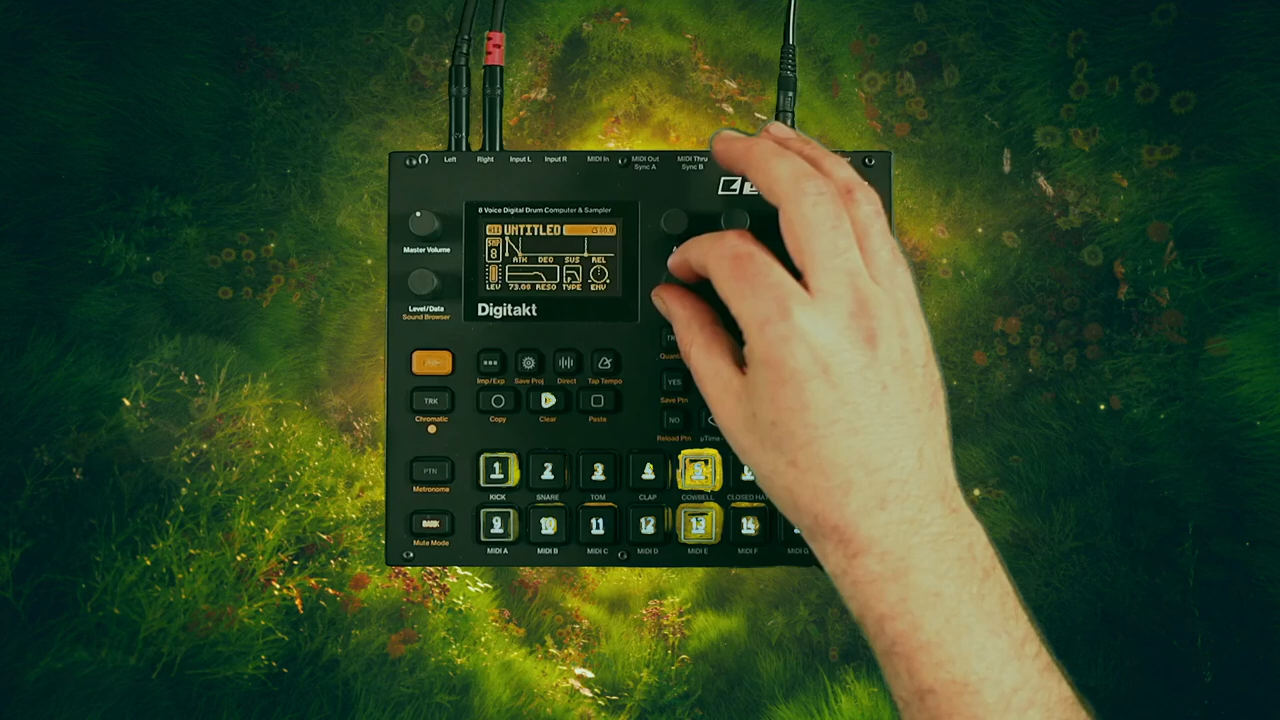 Left Right Input L Input R MIDI In MIDI Out MIDI Thru
Sync A Sync B
8 Voice Digital Drum Computer & Sampler
UNTITLED
8
ATK DEC SUS REL
LEV 73.00 RESO TYPE ENV
Digitakt
Master Volume
Level/Data
Sound Browser
Imp/Exp Save Proj Direct Tap Tempo
TRK
Chromatic
Copy Clear Paste
YES
Save Ptn
NO
Reload Ptn
PTN
Metronome
1 2 3 4 5
KICK SNARE TOM CLAP COWBELL CLOSED HAT
BANK
Mute Mode
9 10 11 12 13 14
MIDI A MIDI B MIDI C MIDI D MIDI E MIDI F MIDI G